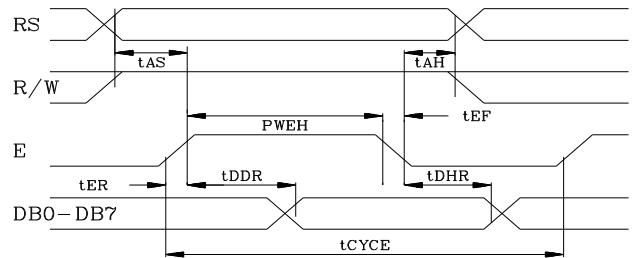 RS
tAS
tAH
R/W
tEF
PWEH
E
tER
tDDR
tDHR
DB0-DB7
tCYCE